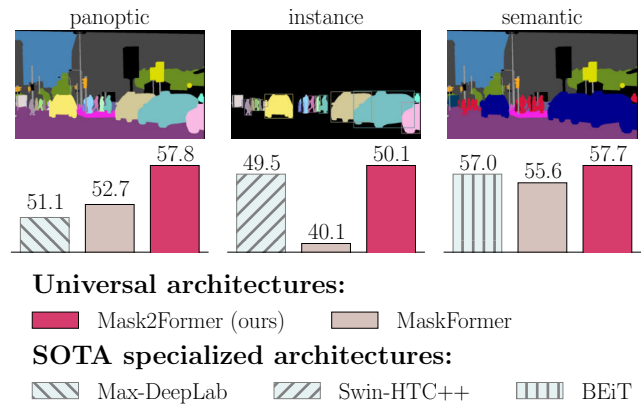 panoptic instance semantic
51.1 52.7 57.8 49.5 40.1 50.1 57.0 55.6 57.7
Universal architectures:
Mask2Former (ours) MaskFormer
SOTA specialized architectures:
Max-DeepLab Swin-HTC++ BEiT